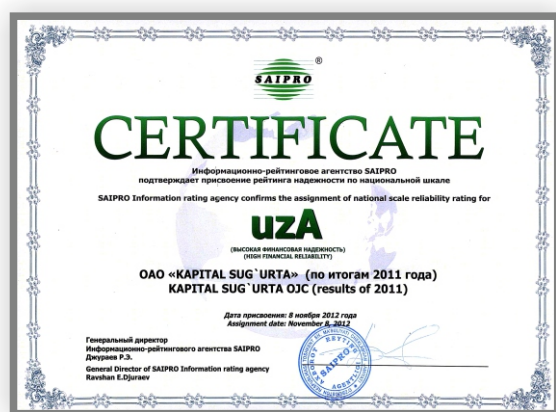 SAIPRO
®
CERTIFICATE
Информационно-рейтинговое агентство SAIPRO
подтверждает присвоение рейтинга надежности по национальной шкале
SAIPRO Information rating agency confirms the assignment of national scale reliability rating for
uzA
(ВЫСОКАЯ ФИНАНСОВАЯ НАДЕЖНОСТЬ)
(HIGH FINANCIAL RELIABILITY)
ОАО «KAPITAL SUG`URTA» (по итогам 2011 года)
KAPITAL SUG`URTA OJC (results of 2011)
Дата присвоения: 8 ноября 2012 года
Assignment date: November 8, 2012
Генеральный директор
Информационно-рейтингового агентства SAIPRO
Джураев Р.Э.
General Director of SAIPRO Information rating agency
Ravshan E.Djuraev
SAIPRO